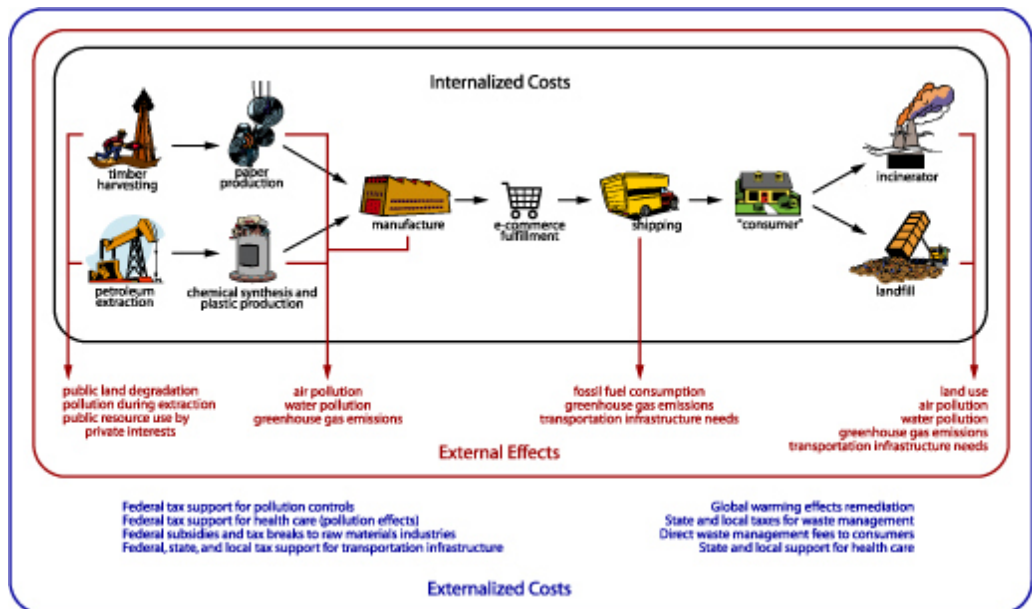 Internalized Costs
timber
harvesting
paper
production
incinerator
manufacture
e-commerce
fulfillment
shipping
"consumer"
petroleum
extraction
chemical synthesis and
plastic production
landfill
public land degradation
pollution during extraction
public resource use by
private interests
air pollution
water pollution
greenhouse gas emissions
fossil fuel consumption
greenhouse gas emissions
transportation infrastructure needs
land use
air pollution
water pollution
greenhouse gas emissions
transportation infrastructure needs
External Effects
Federal tax support for pollution controls
Federal tax support for health care (pollution effects)
Federal subsidies and tax breaks to raw materials industries
Federal, state, and local tax support for transportation infrastructure
Global warming effects remediation
State and local taxes for waste management
Direct waste management fees to consumers
State and local support for health care
Externalized Costs